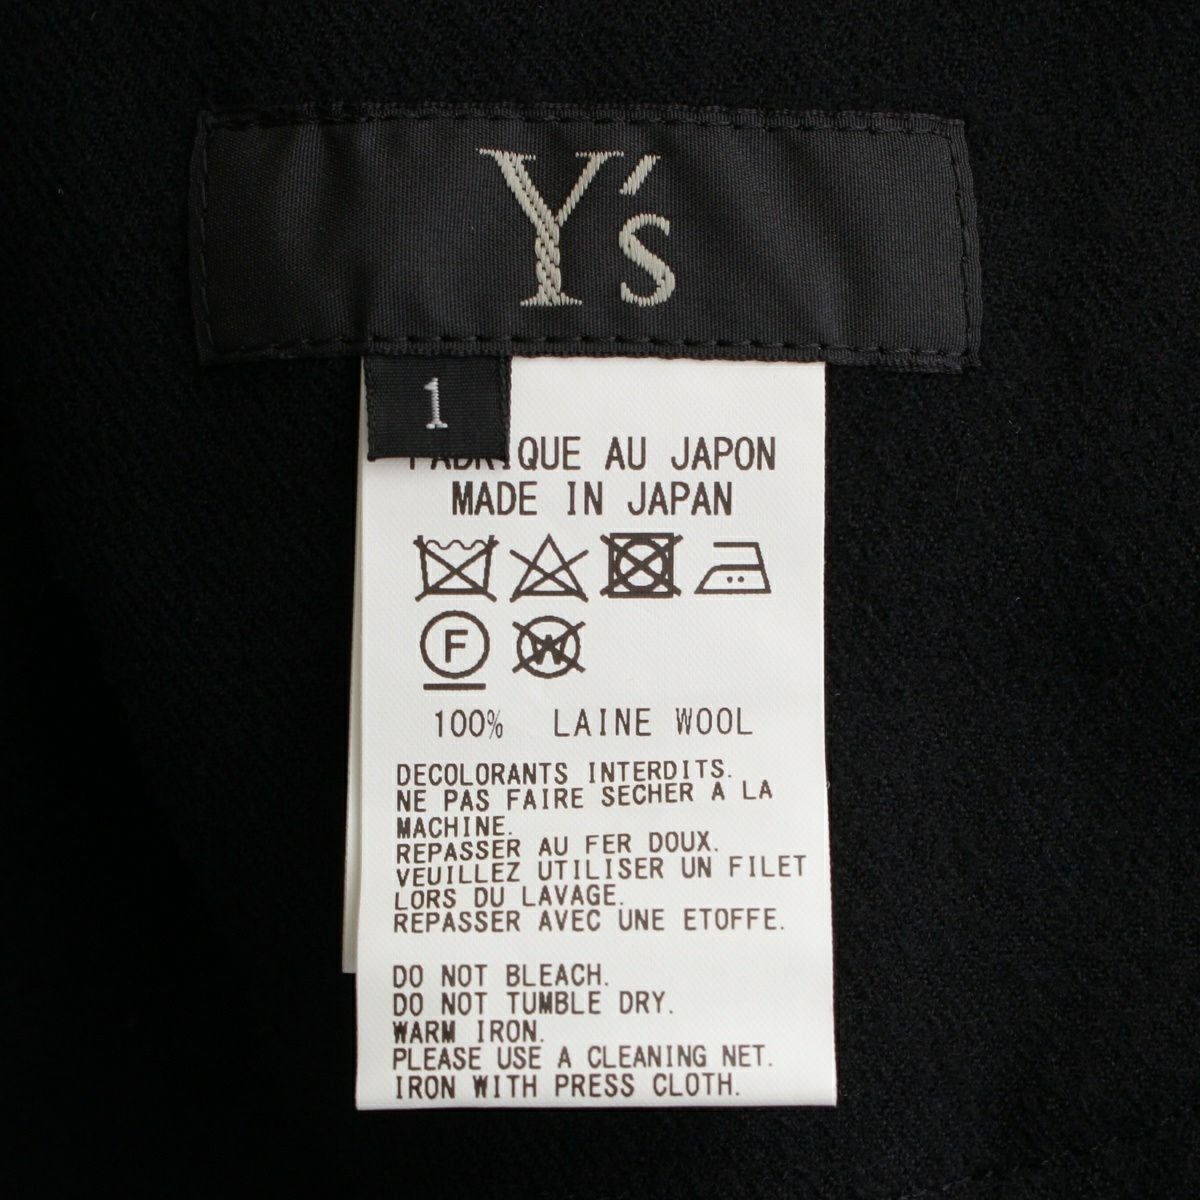 Y's
1
FABRIQUE AU JAPON
MADE IN JAPAN
F W
100% LAINE WOOL
DECOLORANTS INTERDITS.
NE PAS FAIRE SECHER A LA
MACHINE.
REPASSER AU FER DOUX.
VEUILLEZ UTILISER UN FILET
LORS DU LAVAGE.
REPASSER AVEC UNE ETOFFE.
DO NOT BLEACH.
DO NOT TUMBLE DRY.
WARM IRON.
PLEASE USE A CLEANING NET.
IRON WITH PRESS CLOTH.